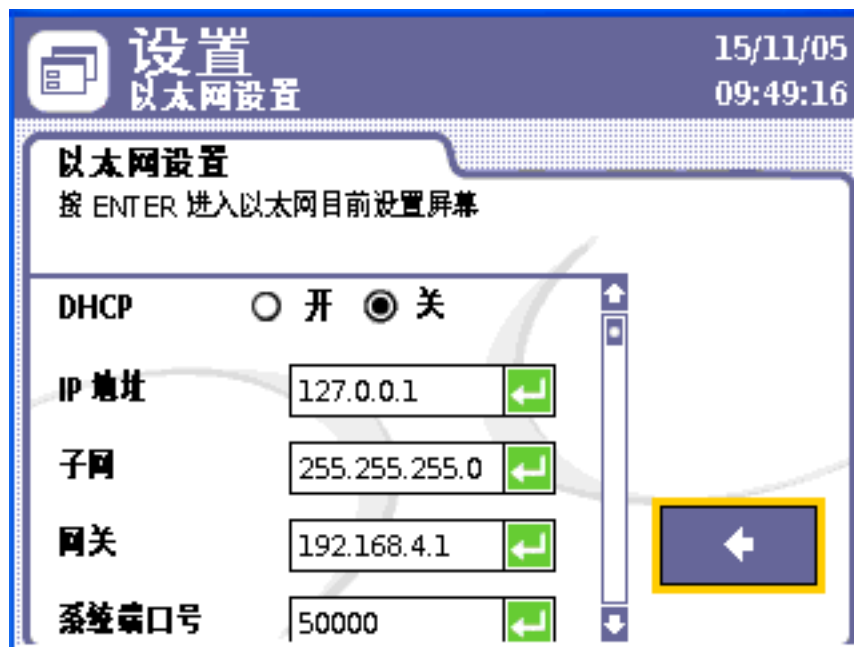 设置
以太网设置
15/11/05
09:49:16
以太网设置
按 ENTER 进入以太网目前设置屏幕
DHCP 开 关
IP 地址 127.0.0.1
子网 255.255.255.0
网关 192.168.4.1
系统端口号 50000